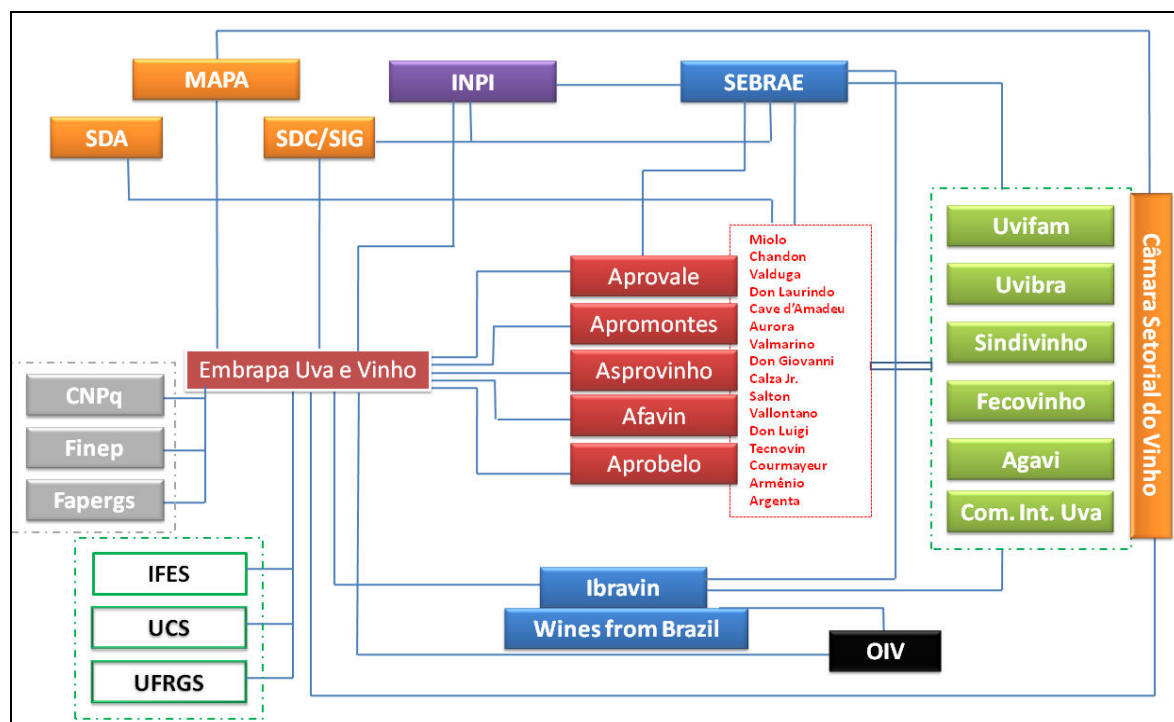 MAPA
INPI
SEBRAE
SDA
SDC/SIG
Miolo
Chandon
Valduga
Don Laurindo
Cave d'Amadeu
Aurora
Valmarino
Don Giovanni
Calza Jr.
Salton
Vallontano
Don Luigi
Tecnovin
Courmayeur
Armênio
Argenta
Aprovale
Apromontes
Asprovinho
Afavin
Aprobelo
Embrapa Uva e Vinho
CNPq
Finep
Fapergs
IFES
UCS
UFRGS
Uvifam
Uvibra
Sindivinho
Fecovinho
Agavi
Com. Int. Uva
Câmara Setorial do Vinho
Ibravin
Wines from Brazil
OIV